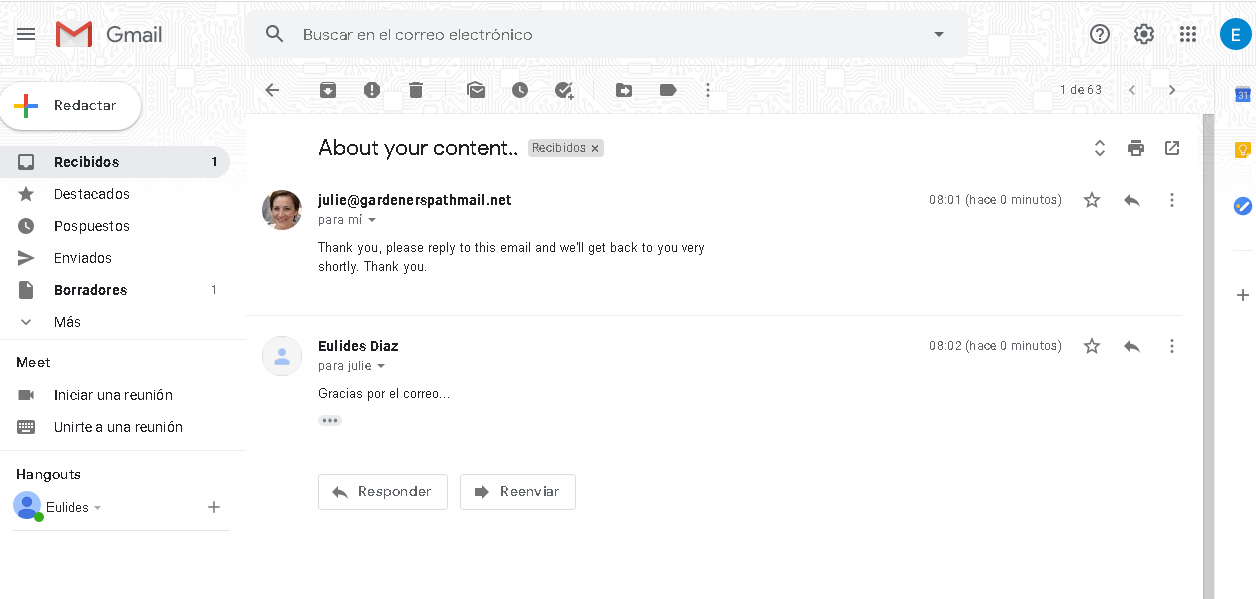 Gmail
Buscar en el correo electrónico
E
Redactar
1 de 63
31
Recibidos 1
Destacados
Pospuestos
Enviados
Borradores 1
Más
Meet
Iniciar una reunión
Unirte a una reunión
Hangouts
Eulides
About your content.. Recibidos x
julie@gardenerspathmail.net 08:01 (hace 0 minutos)
para mí
Thank you, please reply to this email and we'll get back to you very
shortly. Thank you.
Eulides Diaz 08:02 (hace 0 minutos)
para julie
Gracias por el correo...
Responder Reenviar